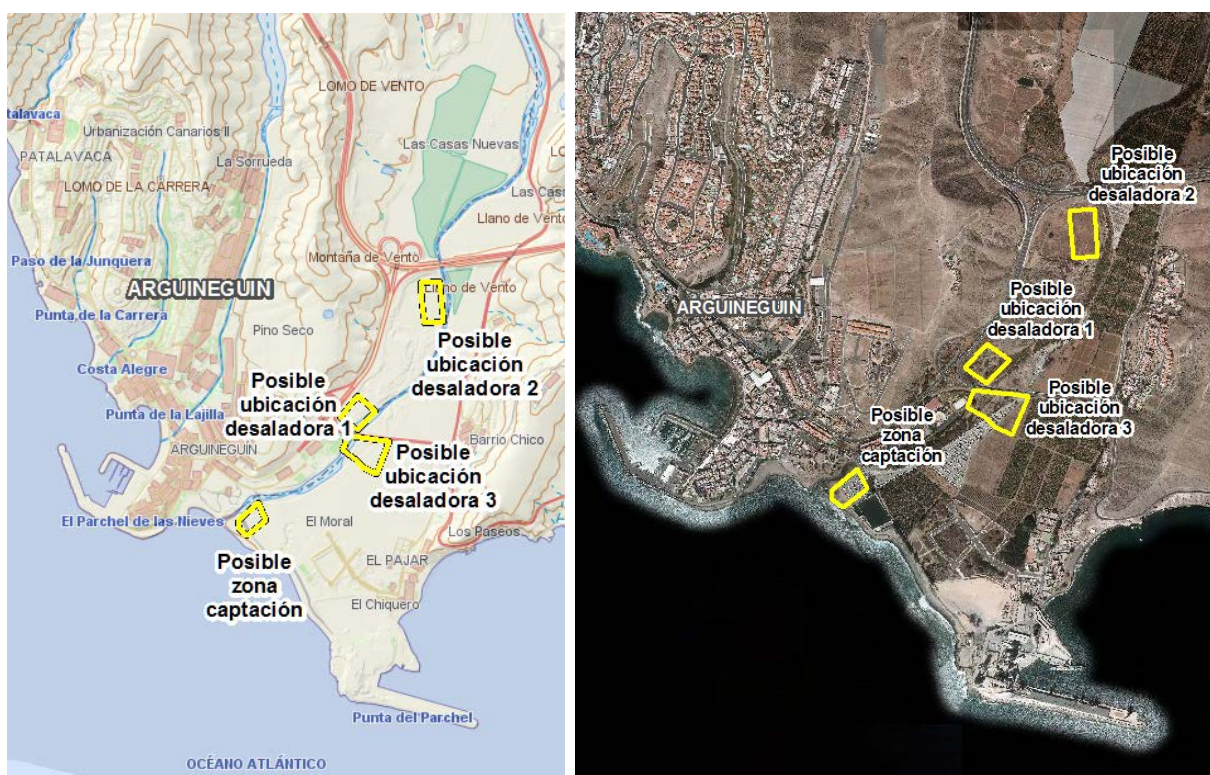 LOMO DE VENTO
talavaca
Urbanización Canarios II
Las Casas Nuevas
PATALAVACA
La Sorrueda
LOMO DE LA CARRERA
Las Cas
Llano de Vento
Paso de la Junquera
Montaña de Vento
ARGUINEGUIN
Llano de Vento
Punta de la Carrera
Pino Seco
Posible
ubicación
desaladora 2
Costa Alegre
Posible
ubicación
desaladora 1
Punta de la Lajilla
Barrio Chico
ARGUINEGUIN
Posible
ubicación
desaladora 3
El Parchel de las Nieves
El Moral
Los Paseos
Posible
zona
captación
EL PAJAR
El Chiquero
Punta del Parchel
OCÉANO ATLÁNTICO
Posible
ubicación
desaladora 2
Posible
ubicación
desaladora 1
ARGUINEGUIN
Posible
ubicación
desaladora 3
Posible
zona
captación